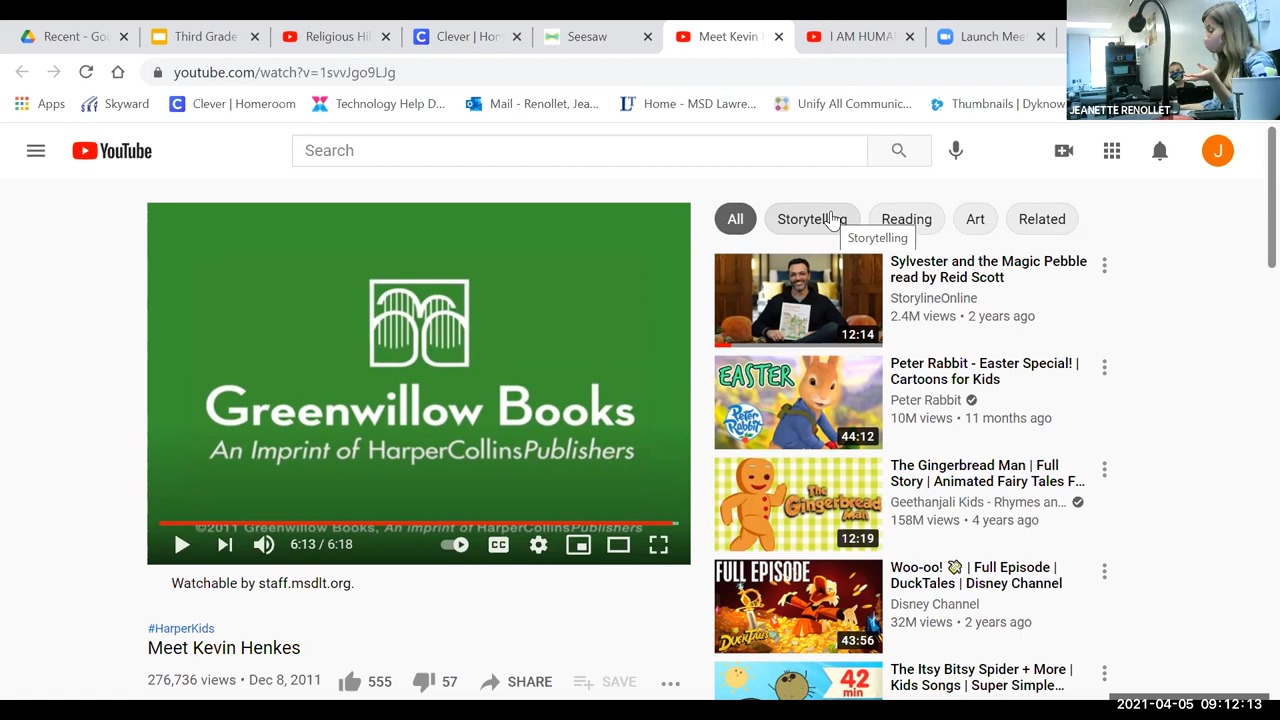 Recent - Go
Third Grade
Religious H
Clever | Hor
Seesaw
Meet Kevin
I AM HUMA
Launch Mee
youtube.com/watch?v=1svvJgo9LJg
Apps
Skyward
Clever | Homeroom
Technology Help D...
Mail - Renollet, Jea...
Home - MSD Lawre...
Unify All Communic...
Thumbnails | Dyknow
JEANETTE RENOLLET
YouTube
Search
J
All
Storytelling
Reading
Art
Related
Storytelling
Greenwillow Books
An Imprint of HarperCollinsPublishers
©2011 Greenwillow Books, An imprint of HarperCollinsPublishers
6:13 / 6:18
CC
Watchable by staff.msdlt.org.
#HarperKids
Meet Kevin Henkes
276,736 views • Dec 8, 2011
555
57
SHARE
SAVE
12:14
Sylvester and the Magic Pebble
read by Reid Scott
StorylineOnline
2.4M views • 2 years ago
EASTER
Peter Rabbit
44:12
Peter Rabbit - Easter Special! |
Cartoons for Kids
Peter Rabbit
10M views • 11 months ago
The Gingerbread Man
12:19
The Gingerbread Man | Full
Story | Animated Fairy Tales F...
Geethanjali Kids - Rhymes an...
158M views • 4 years ago
FULL EPISODE
DUCKTALES
43:56
Woo-oo! | Full Episode |
DuckTales | Disney Channel
Disney Channel
32M views • 2 years ago
42
min
The Itsy Bitsy Spider + More |
Kids Songs | Super Simple...
2021-04-05 09:12:13